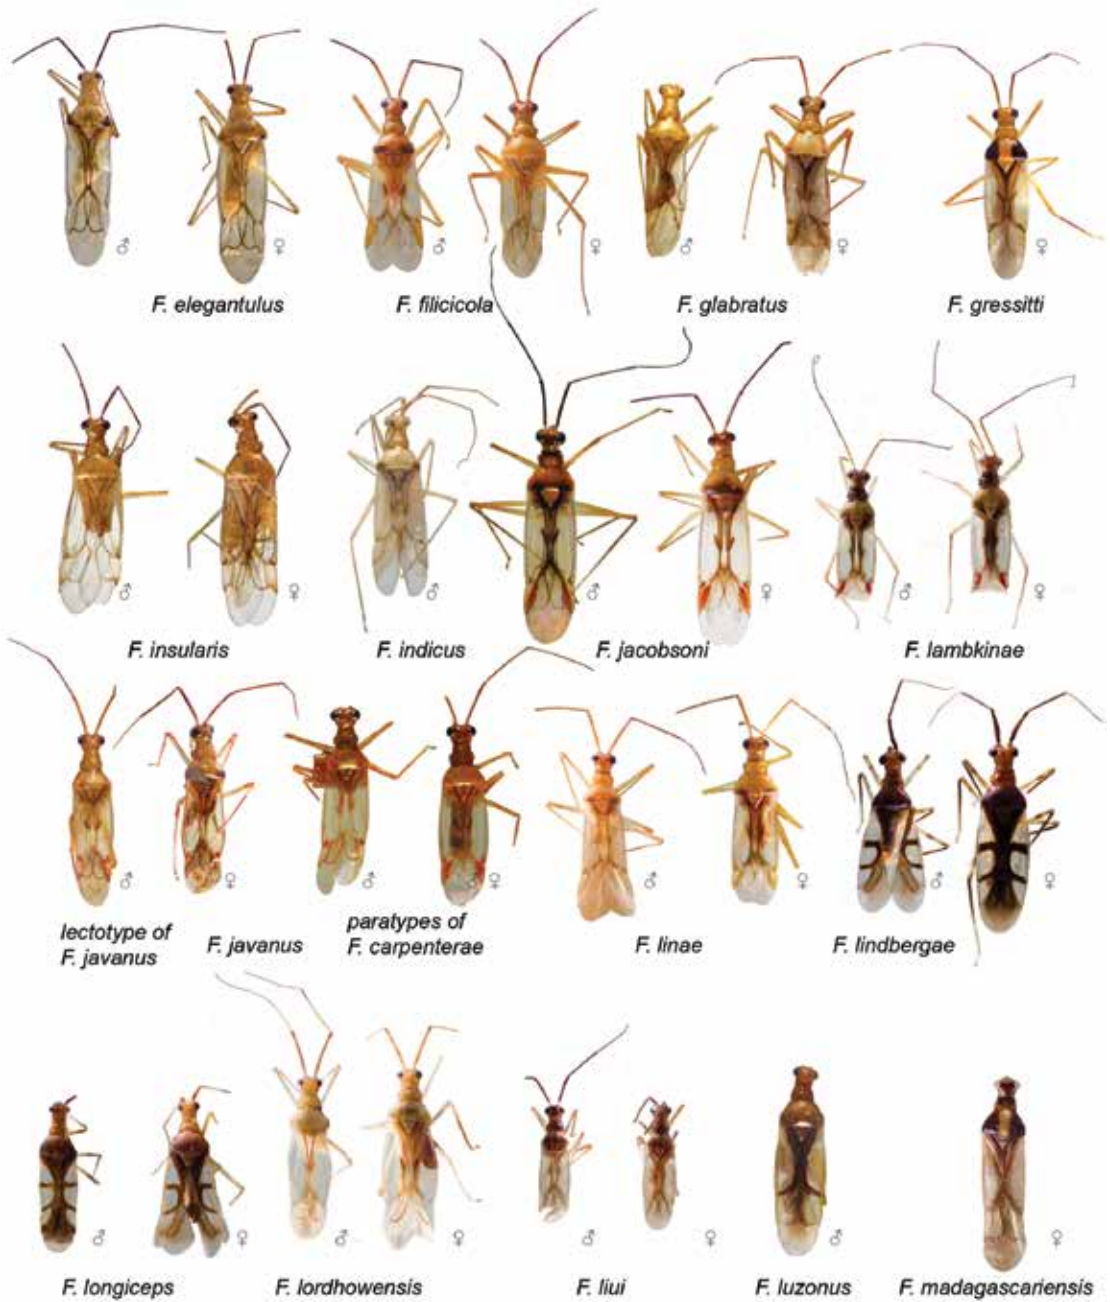 ♂ ♀ ♂ ♀ ♂ ♀ ♀
F. elegantulus F. filicicola F. glabratus F. gressitti
♂ ♀ ♂ ♂ ♀ ♂ ♀
F. insularis F. indicus F. jacobsoni F. lambkinae
♂ ♀ ♂ ♀ ♂ ♀ ♂ ♀
lectotype of
F. javanus
F. javanus
paratypes of
F. carpenterae
F. linae F. lindbergae
♂ ♀ ♂ ♀ ♂ ♀ ♂ ♀
F. longiceps F. lordhowensis F. liui F. luzonus F. madagascariensis